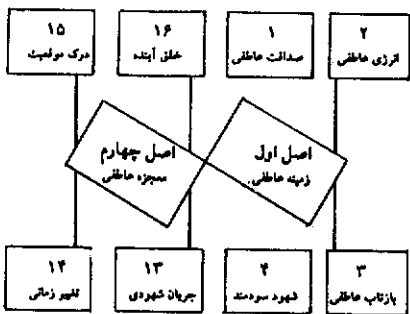 ۲
انرژی عاطفی
۱
صداقت عاطفی
۱۶
خلق آینده
۱۵
درک موقعیت
اصل اول
زمینه عاطفی.
اصل چهارم
معجزه عاطفی
۳
بازتاب عاطفی
۴
شهود سودمند
۱۳
جریان شهودی
۱۴
تغییر زمانی